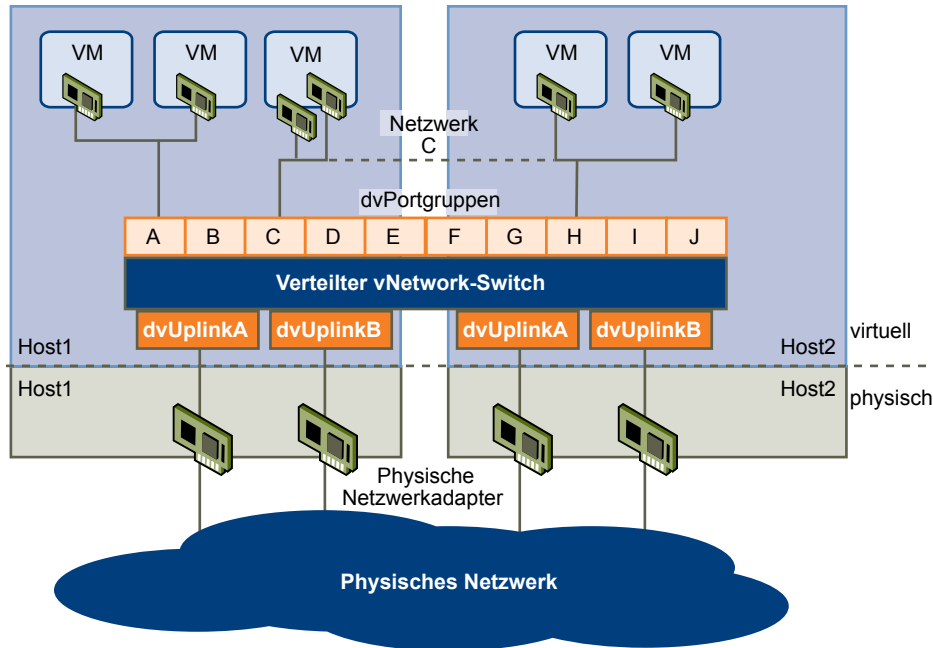 VM
VM
VM
VM
VM
Netzwerk
C
dvPortgruppen
A B C D E F G H I J
Verteilter vNetwork-Switch
dvUplinkA dvUplinkB dvUplinkA dvUplinkB
Host1
Host2
virtuell
Host1
Host2
physisch
Physische
Netzwerkadapter
Physisches Netzwerk